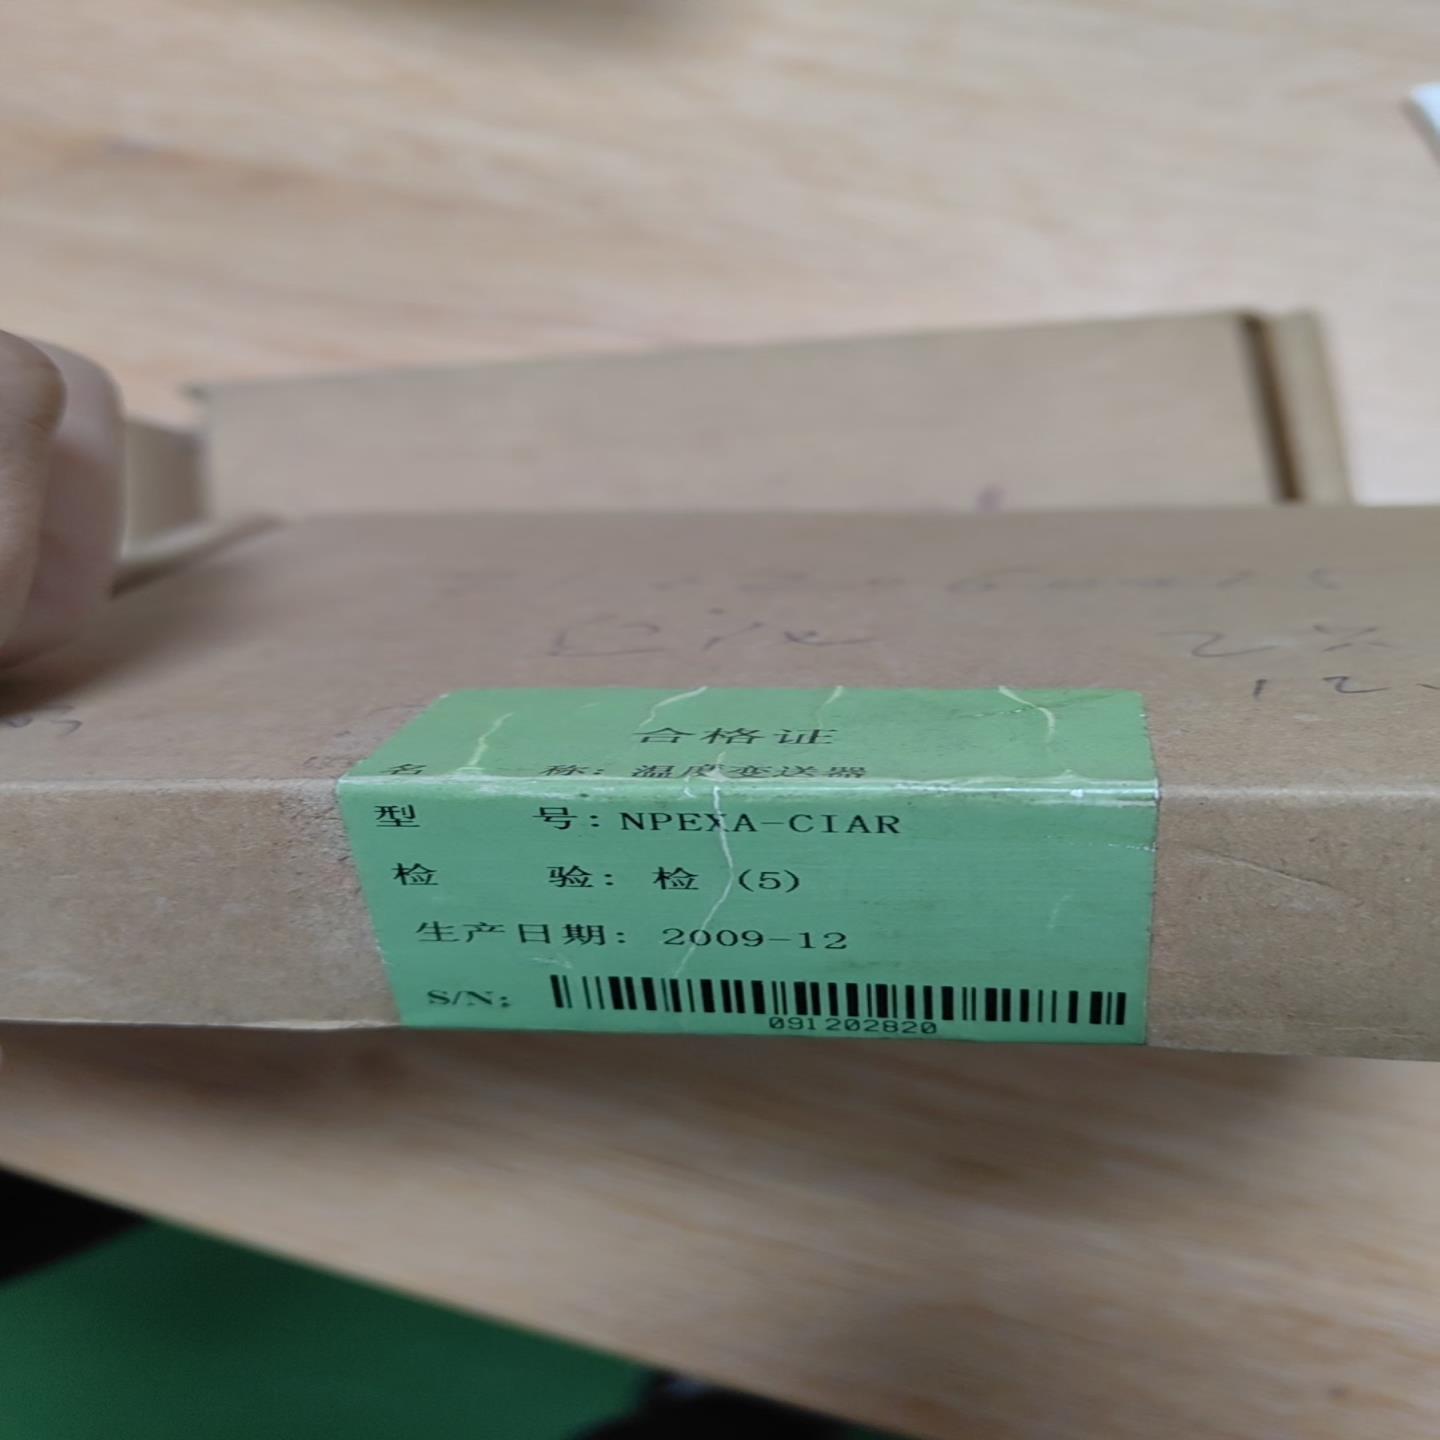 合格证
名 称：温度变送器
型 号：NPEXA-CIAR
检 验：检 (5)
生产日期：2009-12
S/N：
091202820